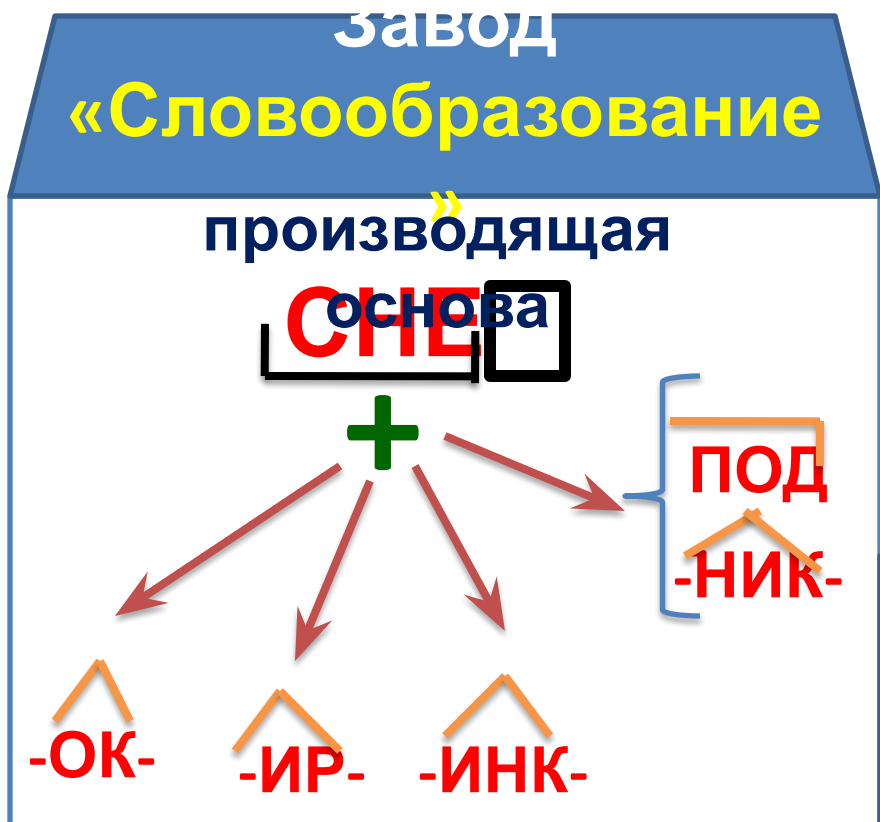 Завод
«Словообразование
»
производящая
основа
СНЕ
ПОД
-НИК-
-ОК-
-ИР-
-ИНК-